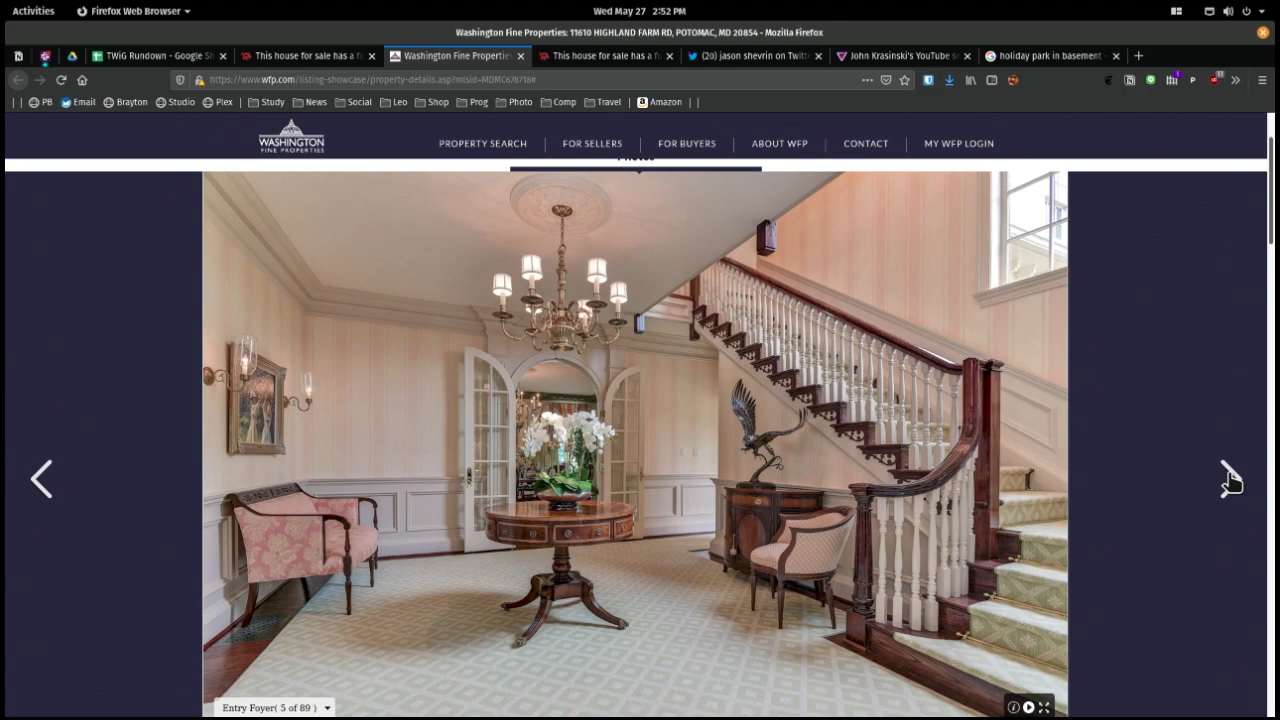 Activities
Firefox Web Browser
Wed May 27 2:52 PM
Washington Fine Properties: 11610 HIGHLAND FARM RD, POTOMAC, MD 20854 - Mozilla Firefox
TWiG Rundown - Google Sh
This house for sale has a fu
Washington Fine Propertie
This house for sale has a fu
(20) jason shevrin on Twitt
John Krasinski's YouTube se
holiday park in basement
https://www.wfp.com/listing-showcase/property-details.asp?mlsid=MDMC678718#
PB
Email
Brayton
Studio
Plex
Study
News
Social
Leo
Shop
Prog
Photo
Comp
Travel
Amazon
WASHINGTON
FINE PROPERTIES
PROPERTY SEARCH
FOR SELLERS
FOR BUYERS
ABOUT WFP
CONTACT
MY WFP LOGIN
Photos
Entry Foyer( 5 of 89 )